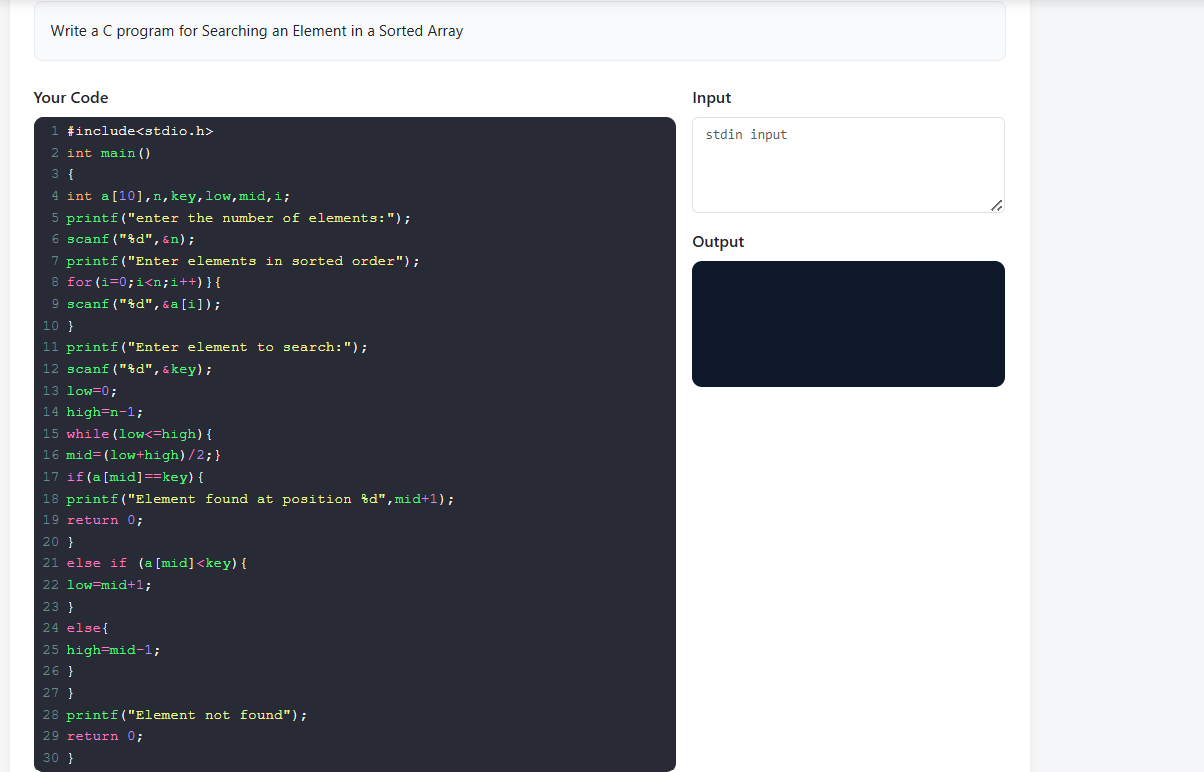 Write a C program for Searching an Element in a Sorted Array
Your Code
1 #include<stdio.h>
2 int main()
3 {
4 int a[10],n,key,low,mid,i;
5 printf("enter the number of elements:");
6 scanf("%d",&n);
7 printf("Enter elements in sorted order");
8 for(i=0;i<n;i++)}{
9 scanf("%d",&a[i]);
10 }
11 printf("Enter element to search:");
12 scanf("%d",&key);
13 low=0;
14 high=n-1;
15 while(low<=high){
16 mid=(low+high)/2;}
17 if(a[mid]==key){
18 printf("Element found at position %d",mid+1);
19 return 0;
20 }
21 else if (a[mid]<key){
22 low=mid+1;
23 }
24 else{
25 high=mid-1;
26 }
27 }
28 printf("Element not found");
29 return 0;
30 }
Input
stdin input
Output